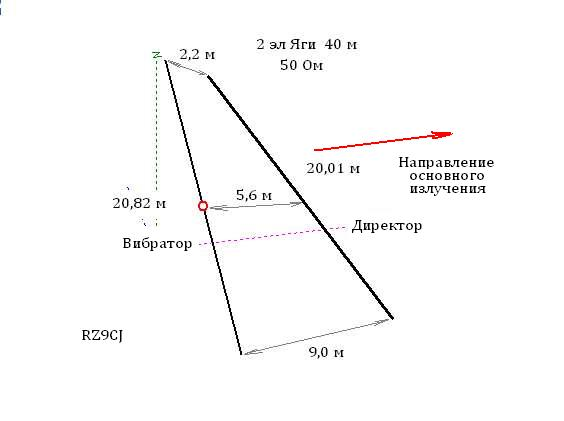 2 эл Яги 40 м
50 Ом
2,2 м
20,01 м
Направление
основного
излучения
20,82 м
5,6 м
Директор
Вибратор
RZ9CJ
9,0 м